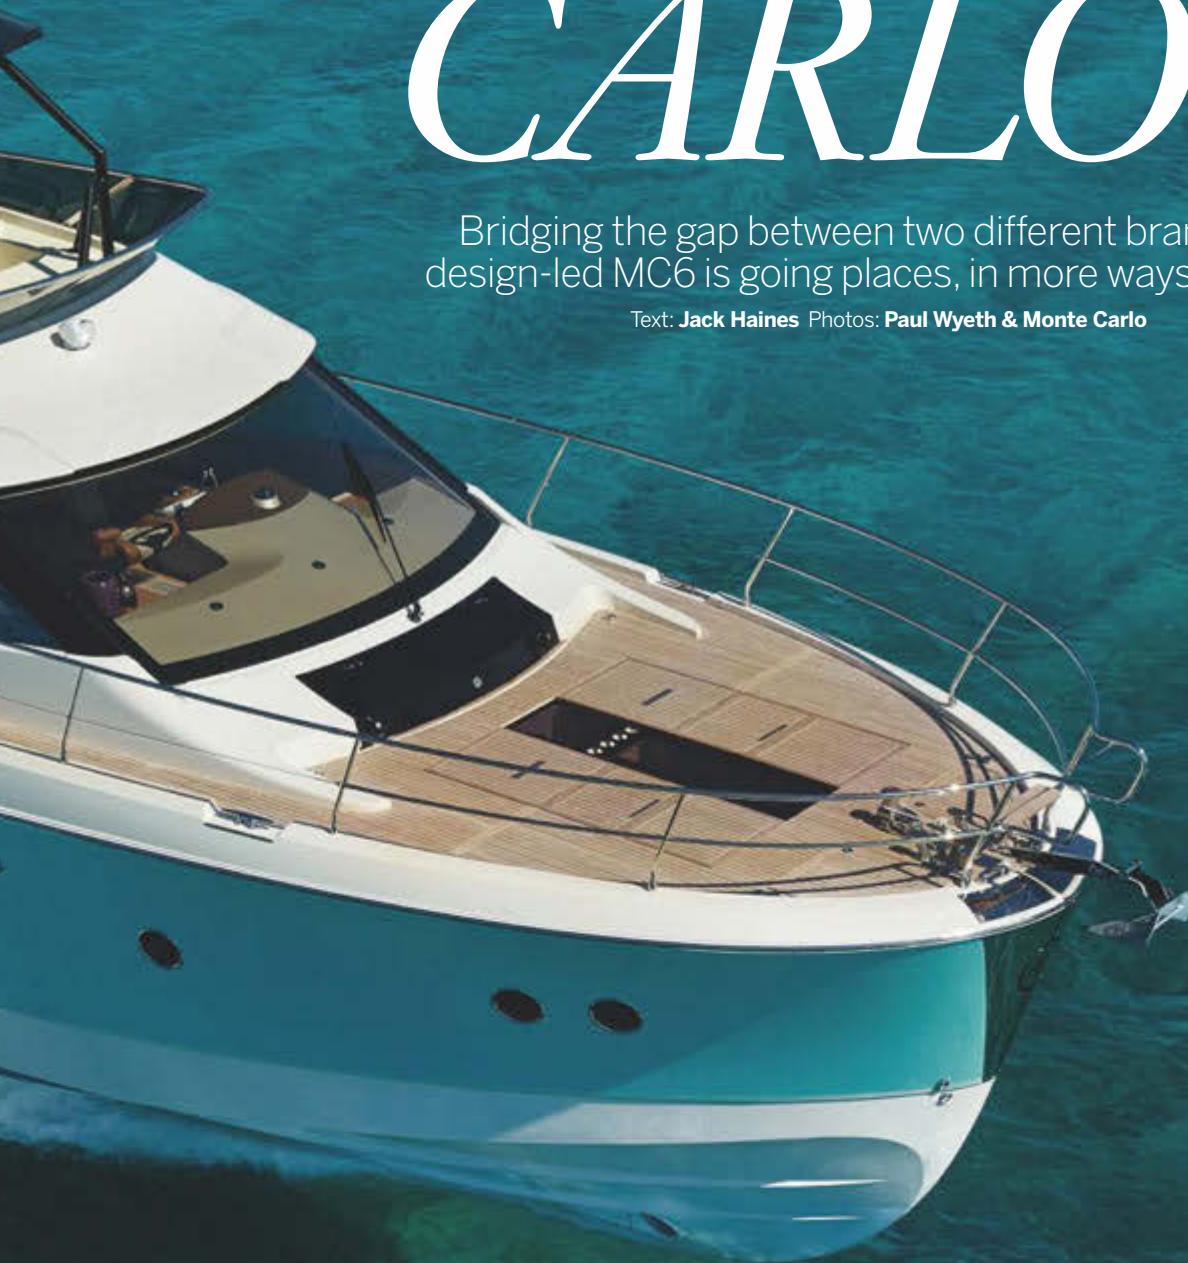 CARLO
Bridging the gap between two different
design-led MC6 is going places, in more ways
Text: Jack Haines Photos: Paul Wyeth & Monte Carlo